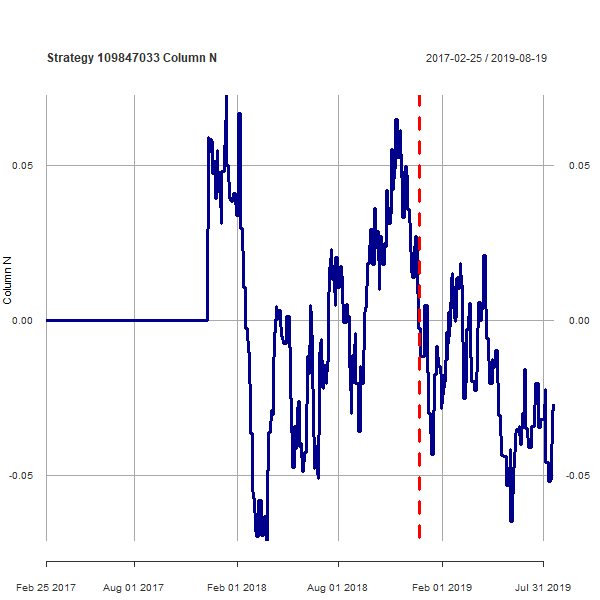 Strategy 109847033 Column N
2017-02-25 / 2019-08-19
Column N
0.05
0.05
0.00
0.00
-0.05
-0.05
Feb 25 2017
Aug 01 2017
Feb 01 2018
Aug 01 2018
Feb 01 2019
Jul 31 2019